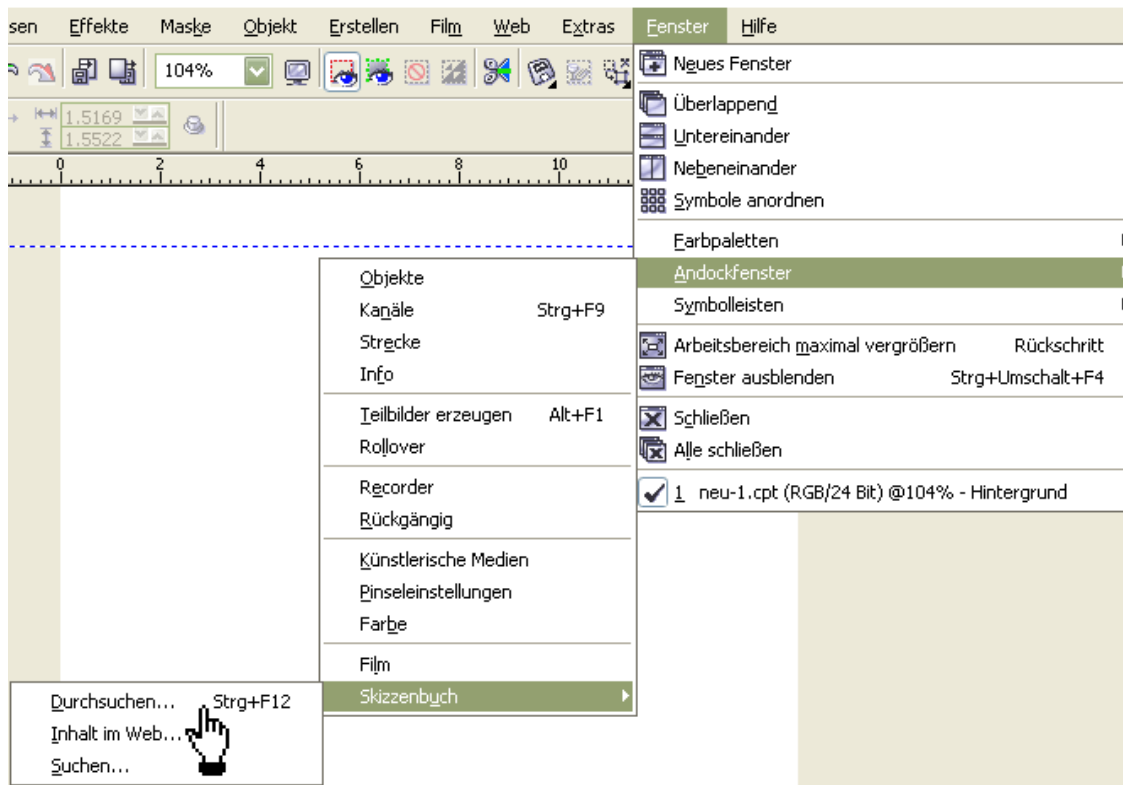 sen Effekte Maske Objekt Erstellen Film Web Extras Fenster Hilfe
104%
1.5169
1.5522
0 2 4 6 8 10
Neues Fenster
Überlappend
Untereinander
Nebeneinander
Symbole anordnen
Farbpaletten
Andockfenster
Symbolleisten
Arbeitsbereich maximal vergrößern Rückschritt
Fenster ausblenden Strg+Umschalt+F4
Schließen
Alle schließen
1 neu-1.cpt (RGB/24 Bit) @104% - Hintergrund
Objekte
Kanäle Strg+F9
Strecke
Info
Teilbilder erzeugen Alt+F1
Rollover
Recorder
Rückgängig
Künstlerische Medien
Pinseleinstellungen
Farbe
Film
Skizzenbuch
Durchsuchen... Strg+F12
Inhalt im Web...
Suchen...